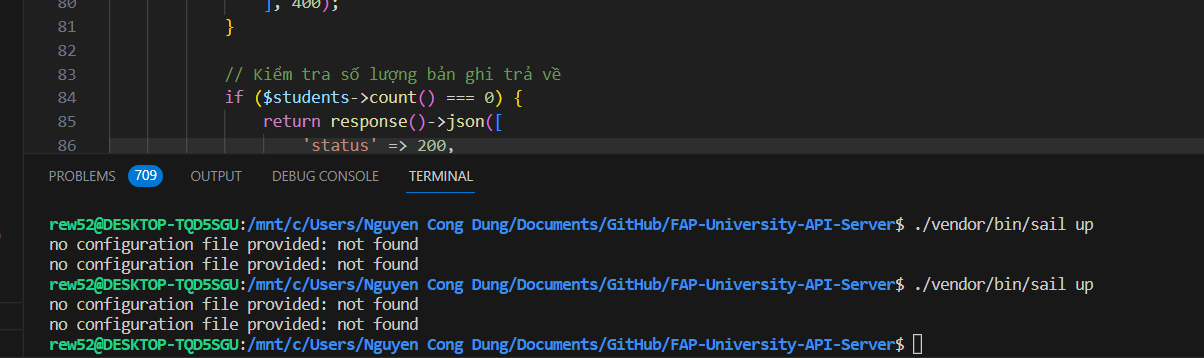 80 ], 400);
81 }
82
83 // Kiểm tra số lượng bản ghi trả về
84 if ($students->count() === 0) {
85 return response()->json([
86 'status' => 200,
PROBLEMS 709 OUTPUT DEBUG CONSOLE TERMINAL
rew52@DESKTOP-TQD5SGU:/mnt/c/Users/Nguyen Cong Dung/Documents/GitHub/FAP-University-API-Server$ ./vendor/bin/sail up
no configuration file provided: not found
no configuration file provided: not found
rew52@DESKTOP-TQD5SGU:/mnt/c/Users/Nguyen Cong Dung/Documents/GitHub/FAP-University-API-Server$ ./vendor/bin/sail up
no configuration file provided: not found
no configuration file provided: not found
rew52@DESKTOP-TQD5SGU:/mnt/c/Users/Nguyen Cong Dung/Documents/GitHub/FAP-University-API-Server$